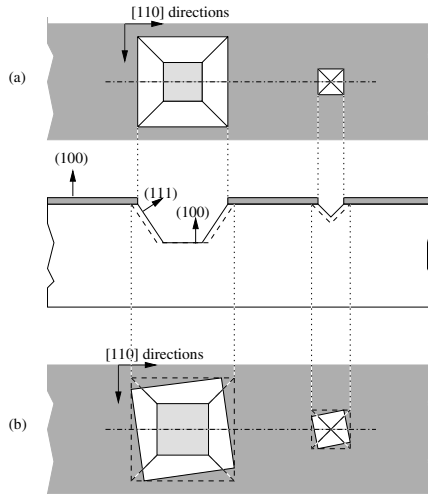 [110] directions
(a)
(100)
(111)
(100)
[110] directions
(b)